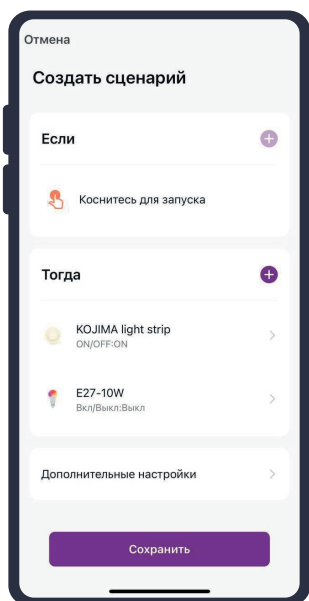 Отмена
Создать сценарий
Если
Коснитесь для запуска
Тогда
KOJIMA light strip
ON/OFF:ON
E27-10W
Вкл/Выкл:Выкл
Дополнительные настройки
Сохранить